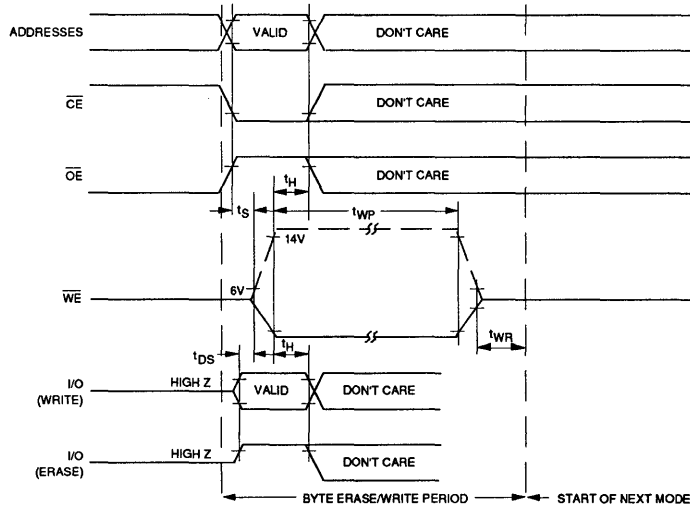 ADDRESSES
VALID
DON'T CARE
CE
DON'T CARE
OE
DON'T CARE
tH
tS
tWP
14V
6V
WE
tWR
tDS
tH
I/O
(WRITE)
HIGH Z
VALID
DON'T CARE
I/O
(ERASE)
HIGH Z
DON'T CARE
BYTE ERASE/WRITE PERIOD
START OF NEXT MODE